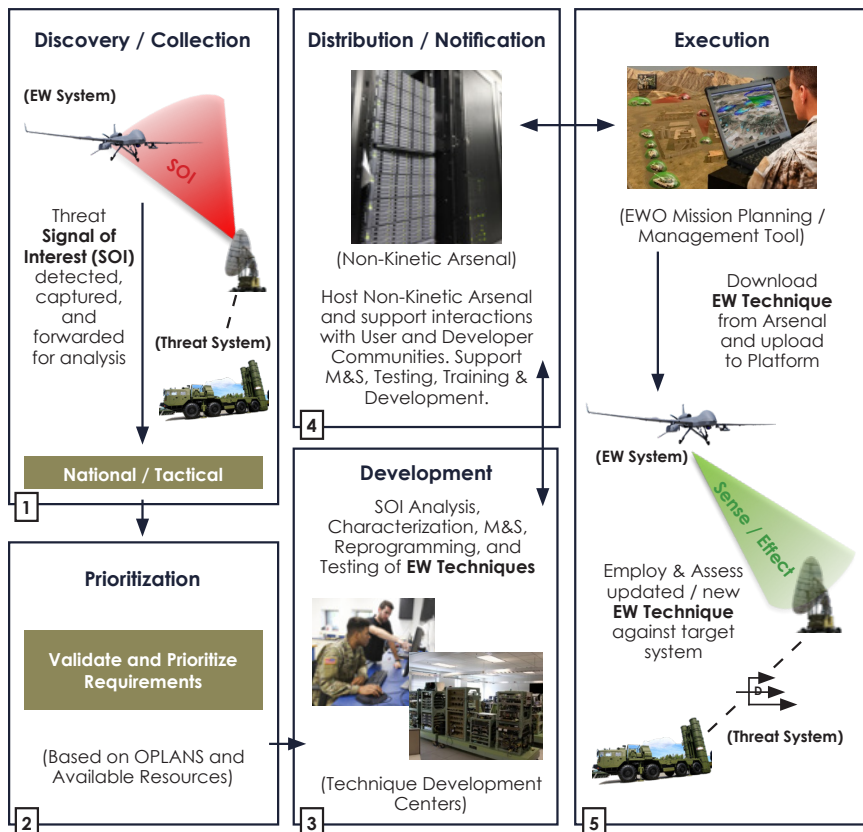 Discovery / Collection
(EW System)
SOI
Threat
Signal of
Interest (SOI)
detected,
captured,
and
forwarded
for analysis
(Threat System)
National / Tactical
1
Prioritization
Validate and Prioritize
Requirements
(Based on OPLANS and
Available Resources)
2
Development
SOI Analysis,
Characterization, M&S,
Reprogramming, and
Testing of EW Techniques
(Technique Development
Centers)
3
Distribution / Notification
(Non-Kinetic Arsenal)
Host Non-Kinetic Arsenal
and support interactions
with User and Developer
Communities. Support
M&S, Testing, Training &
Development.
4
Execution
(EWO Mission Planning /
Management Tool)
Download
EW Technique
from Arsenal
and upload
to Platform
(EW System)
Sense / Effect
Employ & Assess
updated / new
EW Technique
against target
system
D
(Threat System)
5